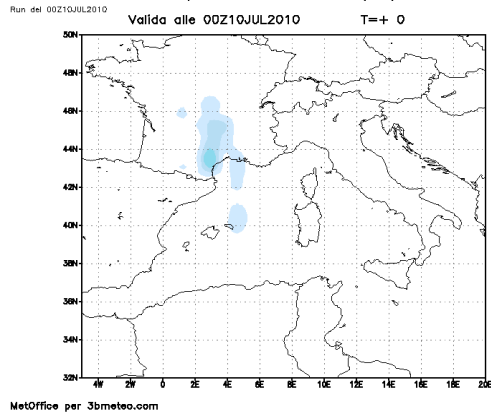 Run del 00Z10JUL2010
Valida alle 00Z10JUL2010 T=+ 0
50N
48N
46N
44N
42N
40N
38N
36N
34N
32N
4W 2W 0 2E 4E 6E 8E 10E 12E 14E 16E 18E 20E
MetOffice per 3bmeteo.com